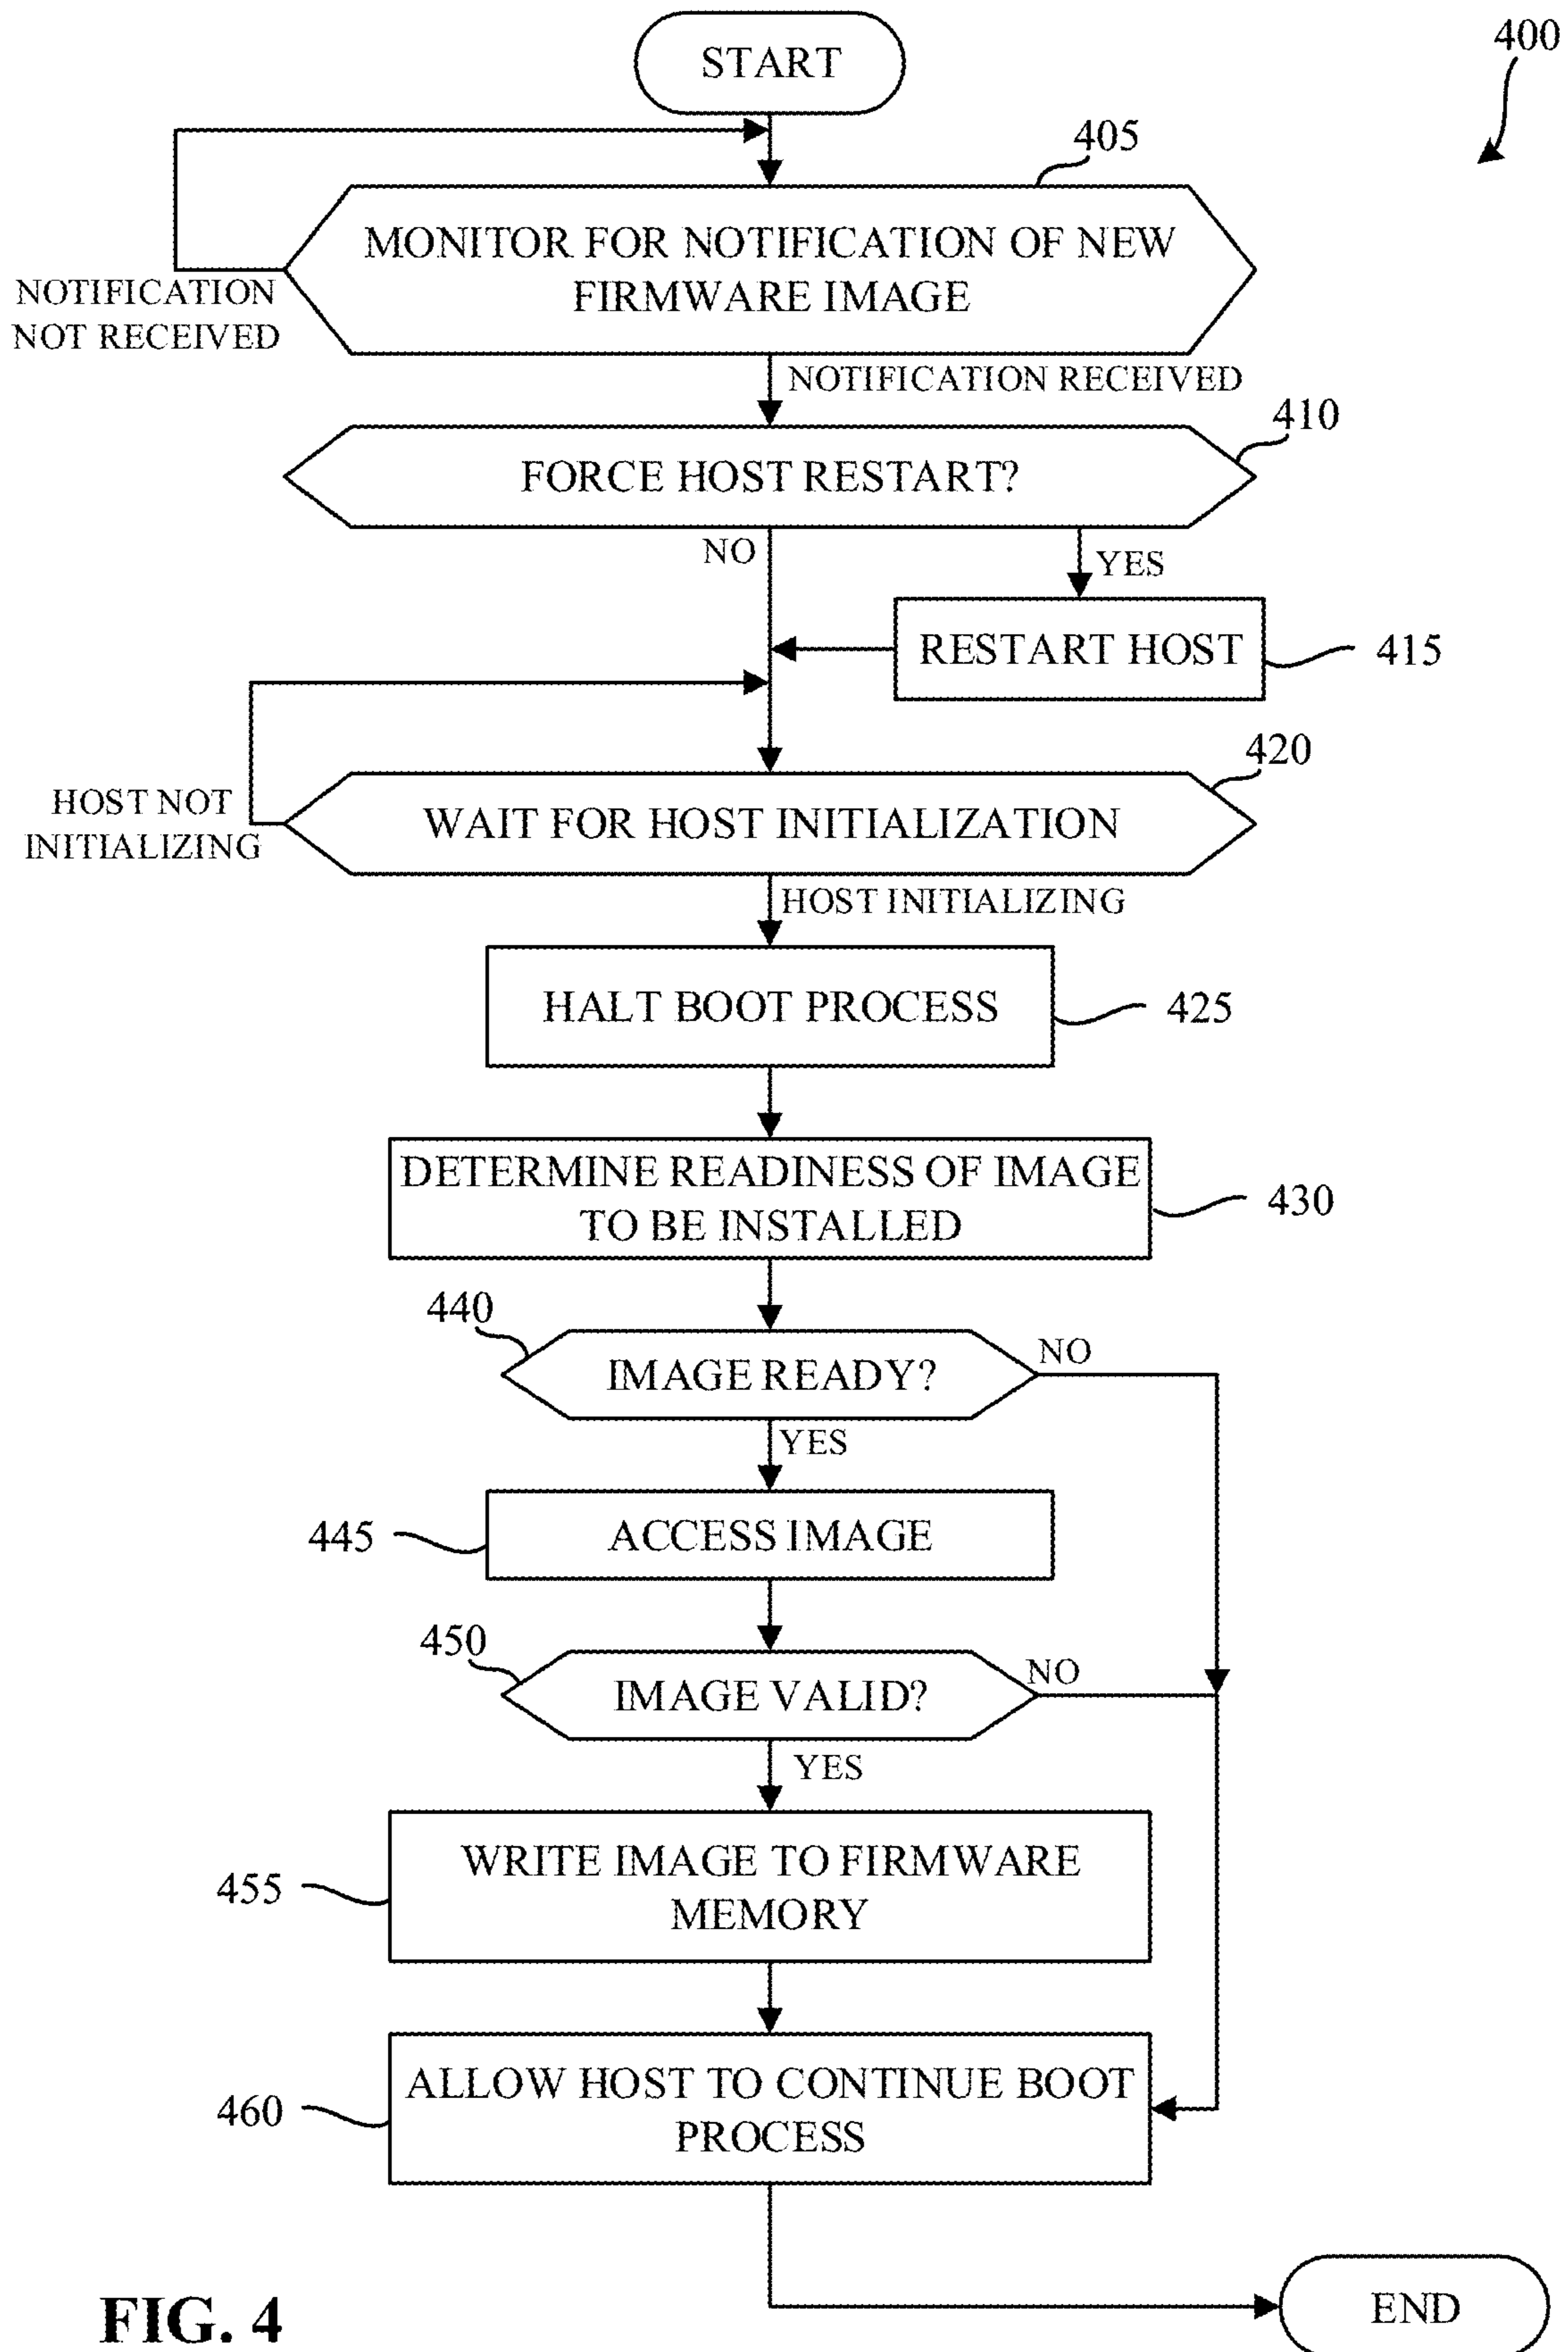 400
START
405
MONITOR FOR NOTIFICATION OF NEW
FIRMWARE IMAGE
NOTIFICATION
NOT RECEIVED
NOTIFICATION RECEIVED
410
FORCE HOST RESTART?
NO
YES
RESTART HOST
415
420
HOST NOT
INITIALIZING
WAIT FOR HOST INITIALIZATION
HOST INITIALIZING
HALT BOOT PROCESS
425
DETERMINE READINESS OF IMAGE
TO BE INSTALLED
430
440
IMAGE READY?
NO
YES
445
ACCESS IMAGE
450
IMAGE VALID?
NO
YES
WRITE IMAGE TO FIRMWARE
MEMORY
455
ALLOW HOST TO CONTINUE BOOT
PROCESS
460
END
FIG. 4